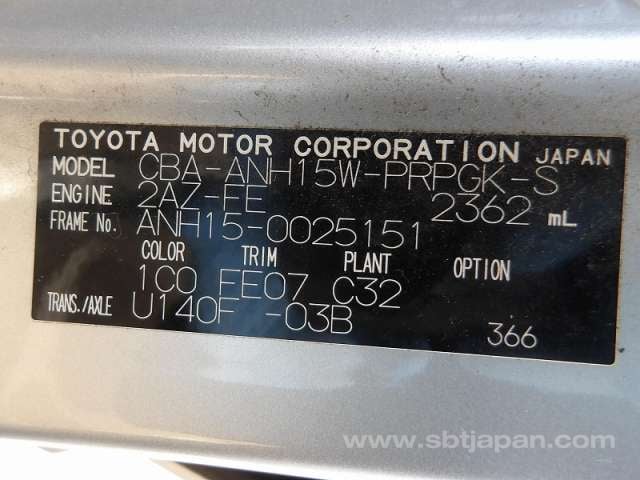 TOYOTA MOTOR CORPORATION JAPAN
MODEL CBA-ANH15W-PRPGK-S
ENGINE 2AZ-FE 2362 mL
FRAME No. ANH15-0025151
COLOR TRIM PLANT OPTION
1C0 FE07 C32
TRANS./AXLE U140F -03B 366
www.sbtjapan.com